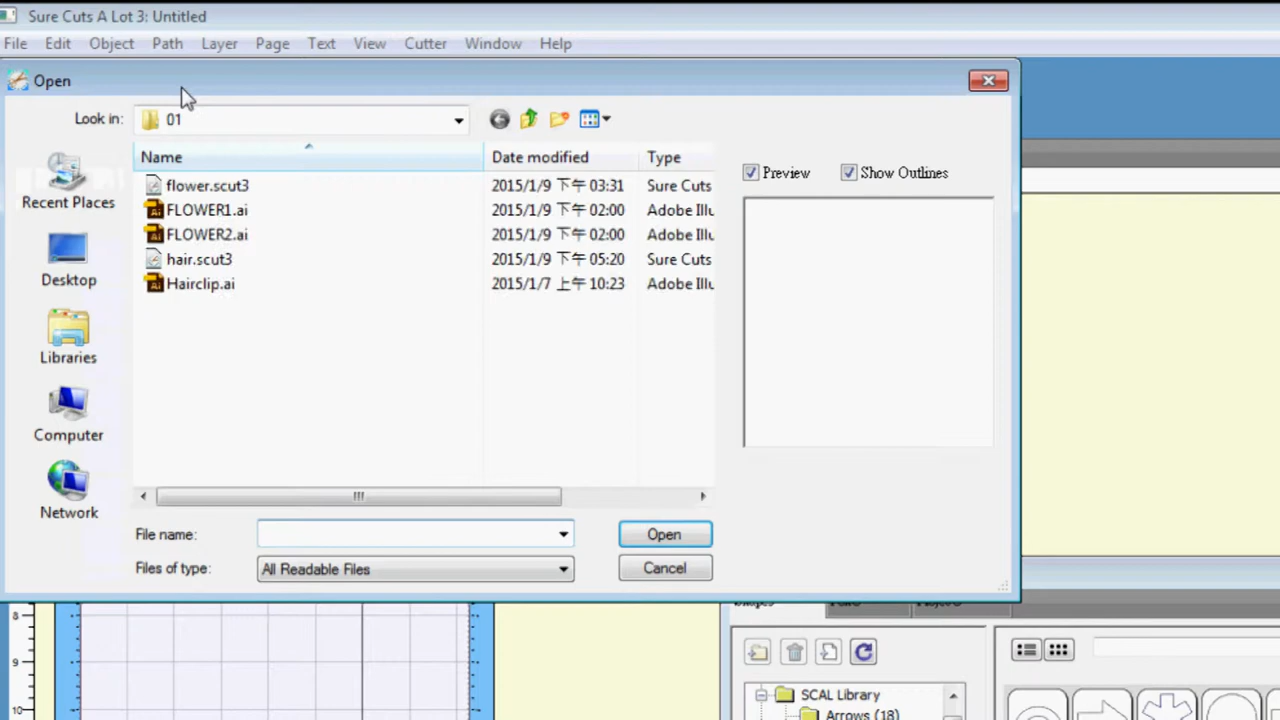 Sure Cuts A Lot 3: Untitled
File Edit Object Path Layer Page Text View Cutter Window Help
Open
Look in: 01
Name Date modified Type
Preview Show Outlines
flower.scut3 2015/1/9 下午 03:31 Sure Cuts
FLOWER1.ai 2015/1/9 下午 02:00 Adobe Illu
FLOWER2.ai 2015/1/9 下午 02:00 Adobe Illu
hair.scut3 2015/1/9 下午 05:20 Sure Cuts
Hairclip.ai 2015/1/7 上午 10:23 Adobe Illu
Recent Places
Desktop
Libraries
Computer
Network
File name: Open
Files of type: All Readable Files Cancel
8
9
10
SCAL Library
Arrows (18)